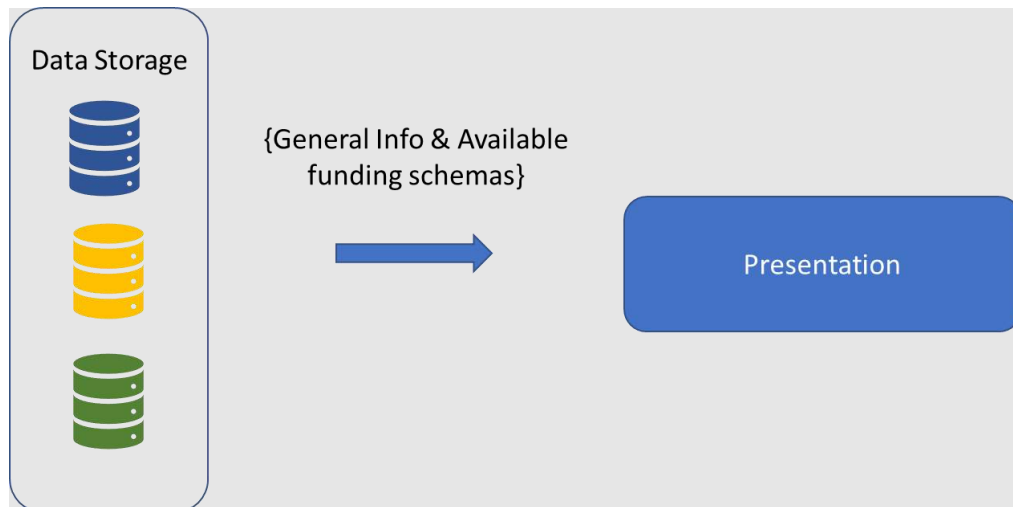 Data Storage
{General Info & Available
funding schemas}
Presentation